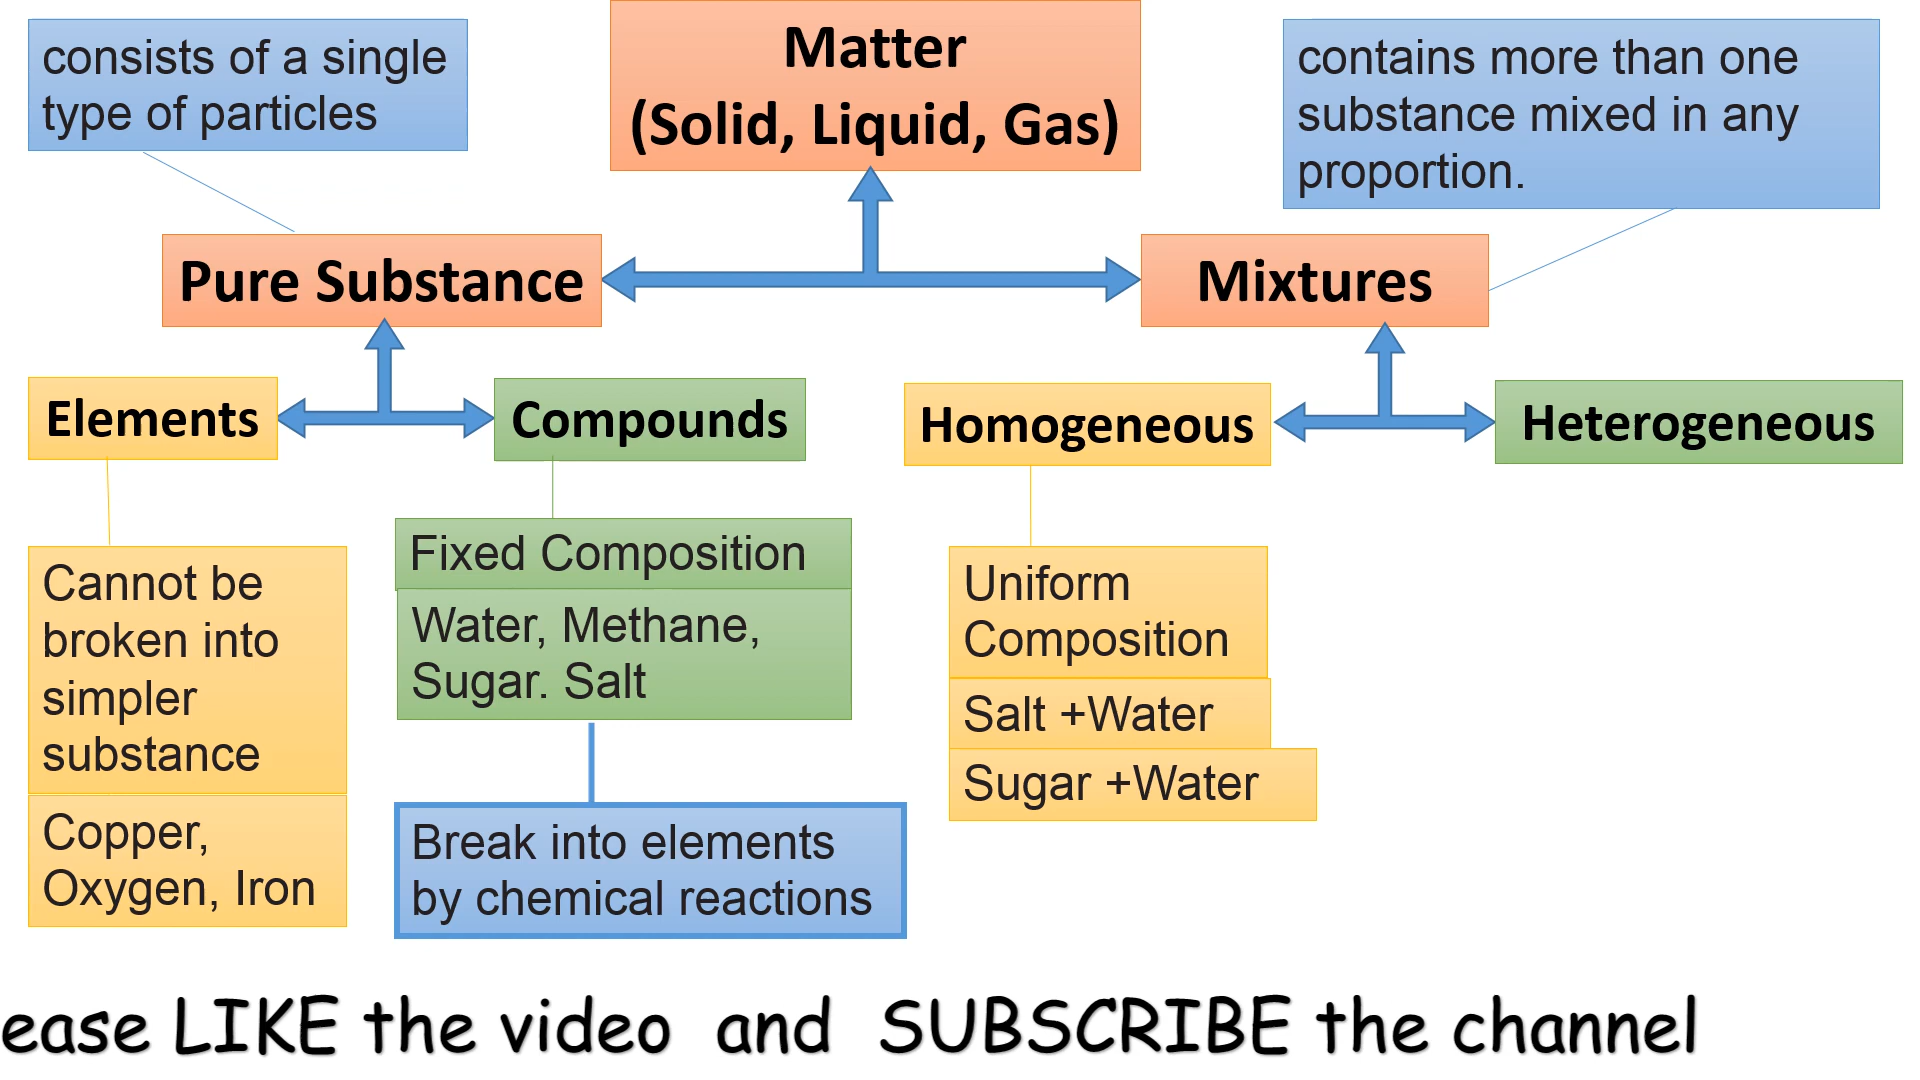 consists of a single
type of particles
Matter
(Solid, Liquid, Gas)
contains more than one
substance mixed in any
proportion.
Pure Substance
Mixtures
Elements
Compounds
Homogeneous
Heterogeneous
Cannot be
broken into
simpler
substance
Copper,
Oxygen, Iron
Fixed Composition
Water, Methane,
Sugar. Salt
Break into elements
by chemical reactions
Uniform
Composition
Salt +Water
Sugar +Water
ease LIKE the video and SUBSCRIBE the channel